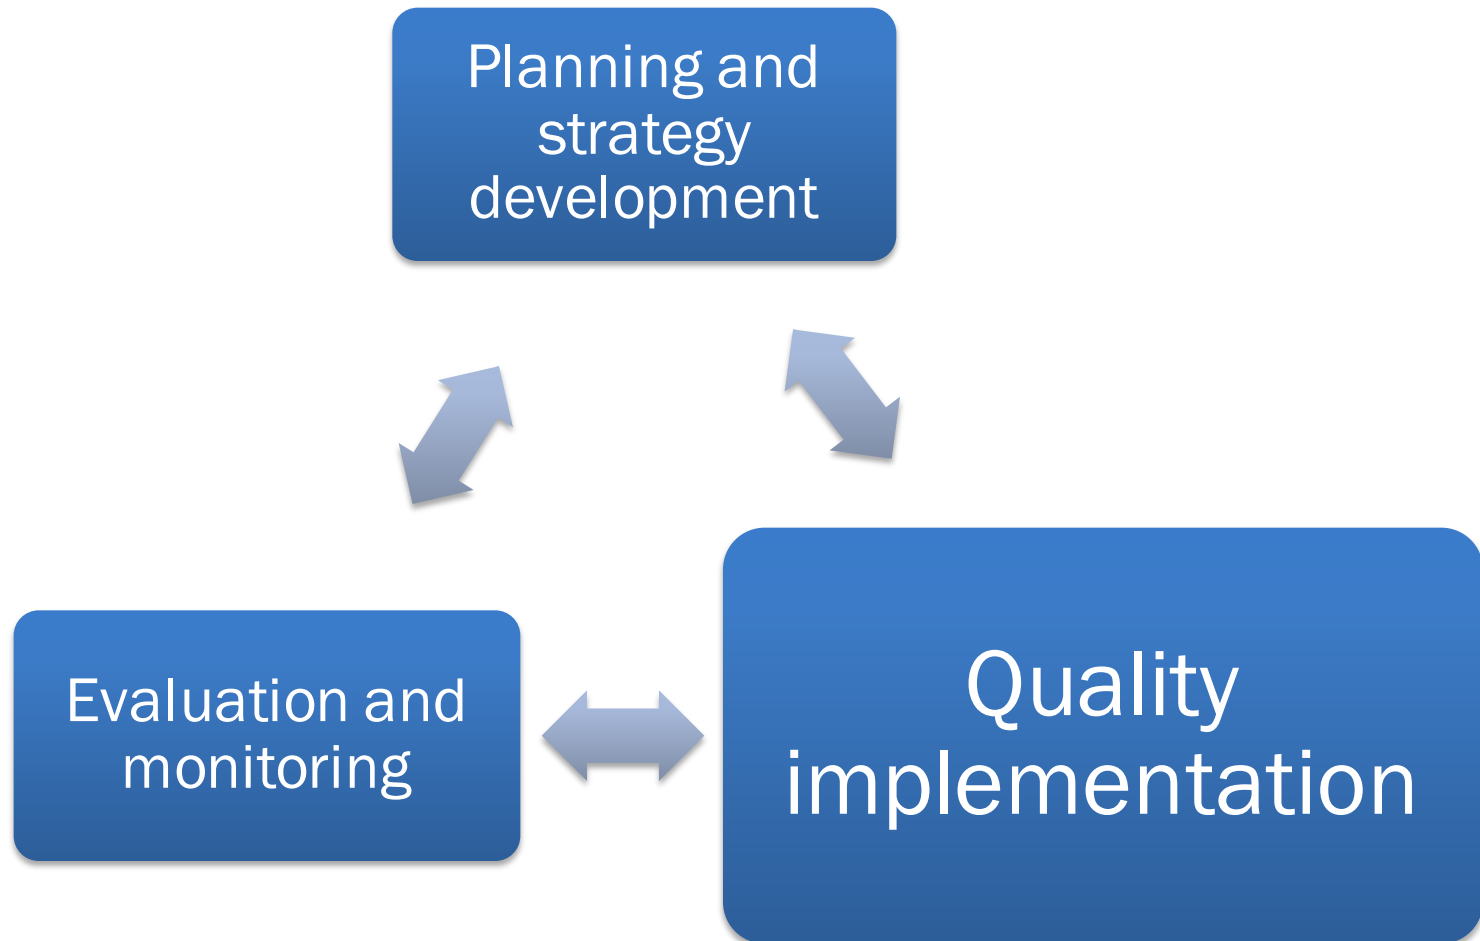 Planning and
strategy
development
Evaluation and
monitoring
Quality
implementation